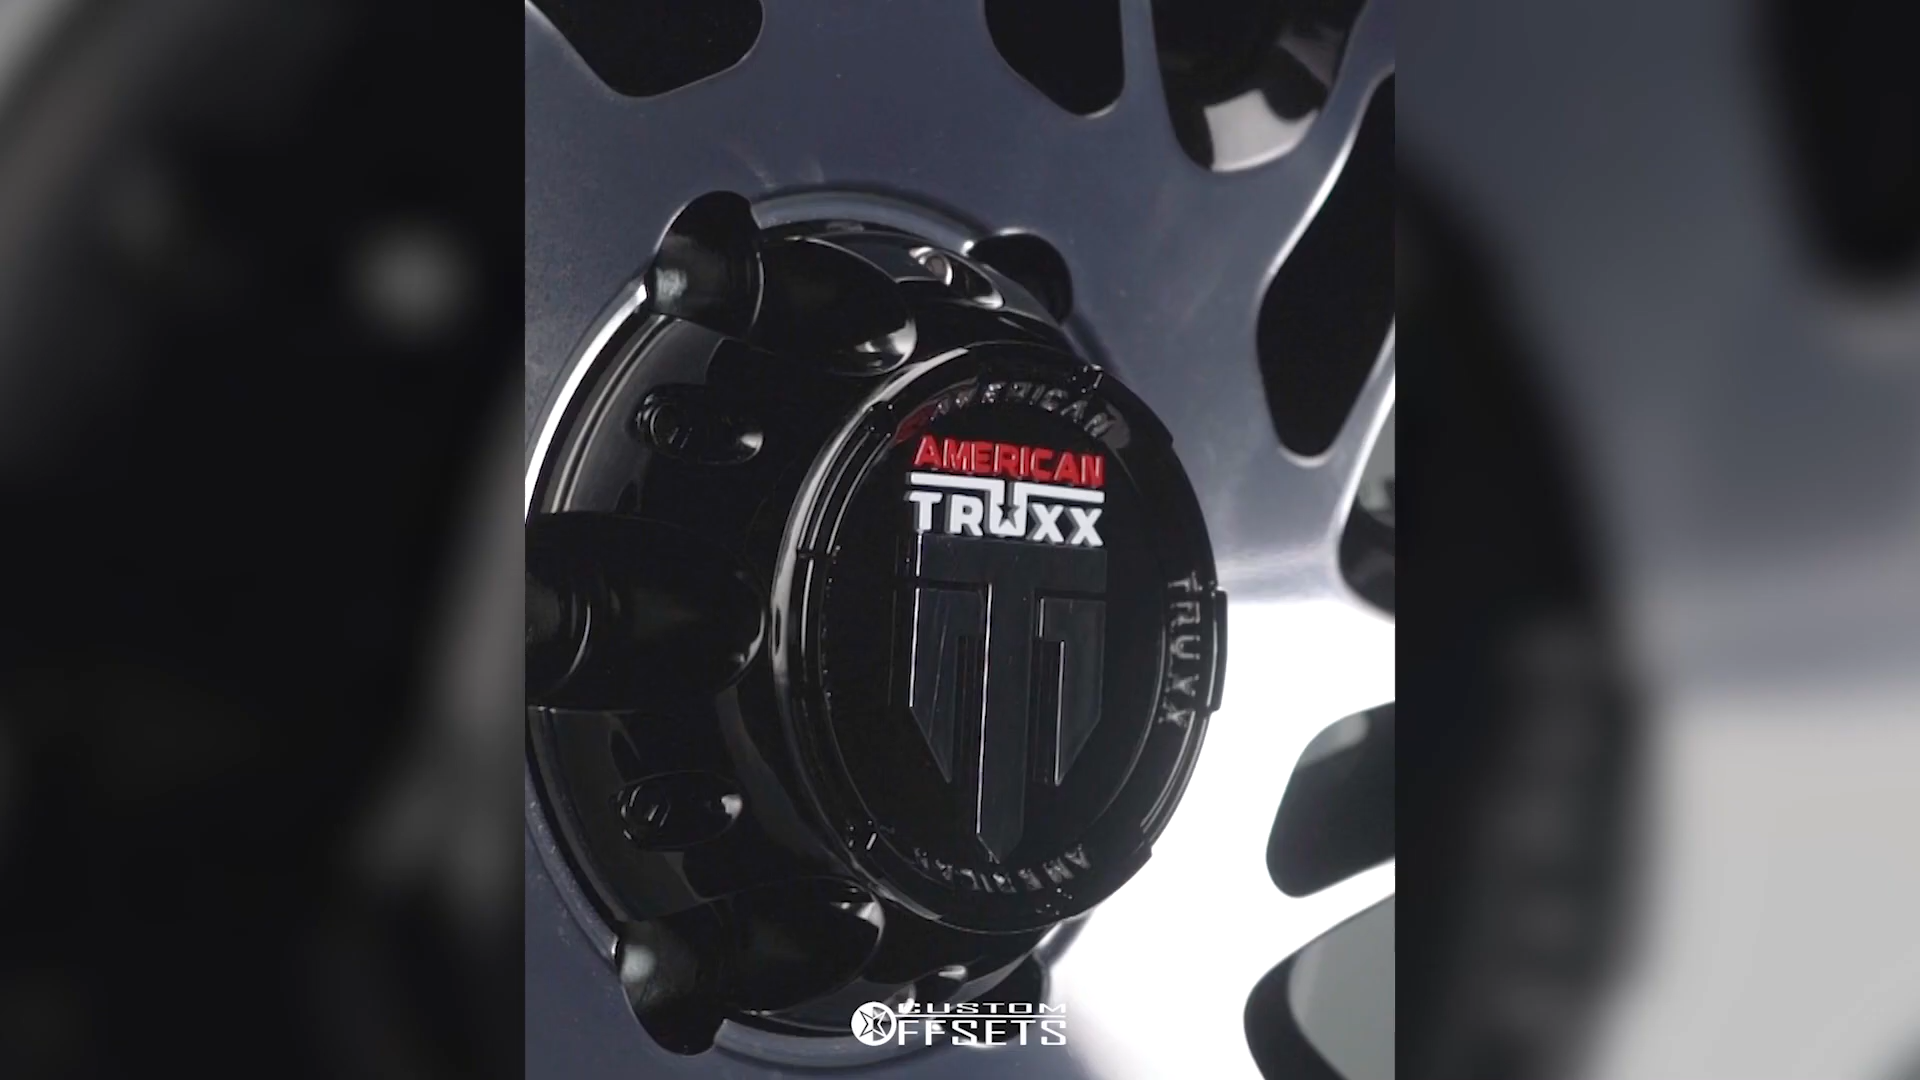 AMERICAN
AMERICAN
TRUXX
TRUXX
AMERICAN
CUSTOM
OFFSETS